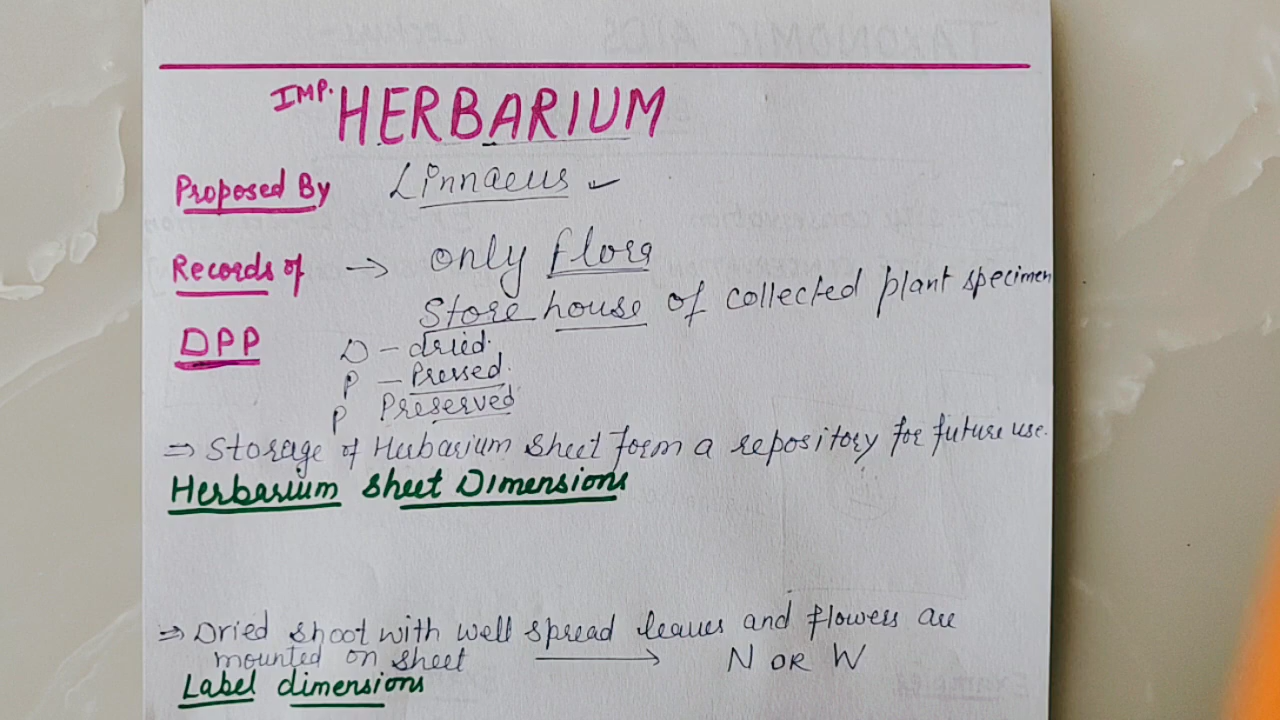 IMP. HERBARIUM
Proposed By Linnaeus
Records of → only flora
Store house of collected plant specimen
DPP
D - dried.
P - Pressed.
P Preserved
⇒ Storage of Herbarium sheet form a repository for future use.
Herbarium sheet Dimensions
⇒ Dried shoot with well spread leaves and flowers are
mounted on sheet → N OR W
Label dimensions